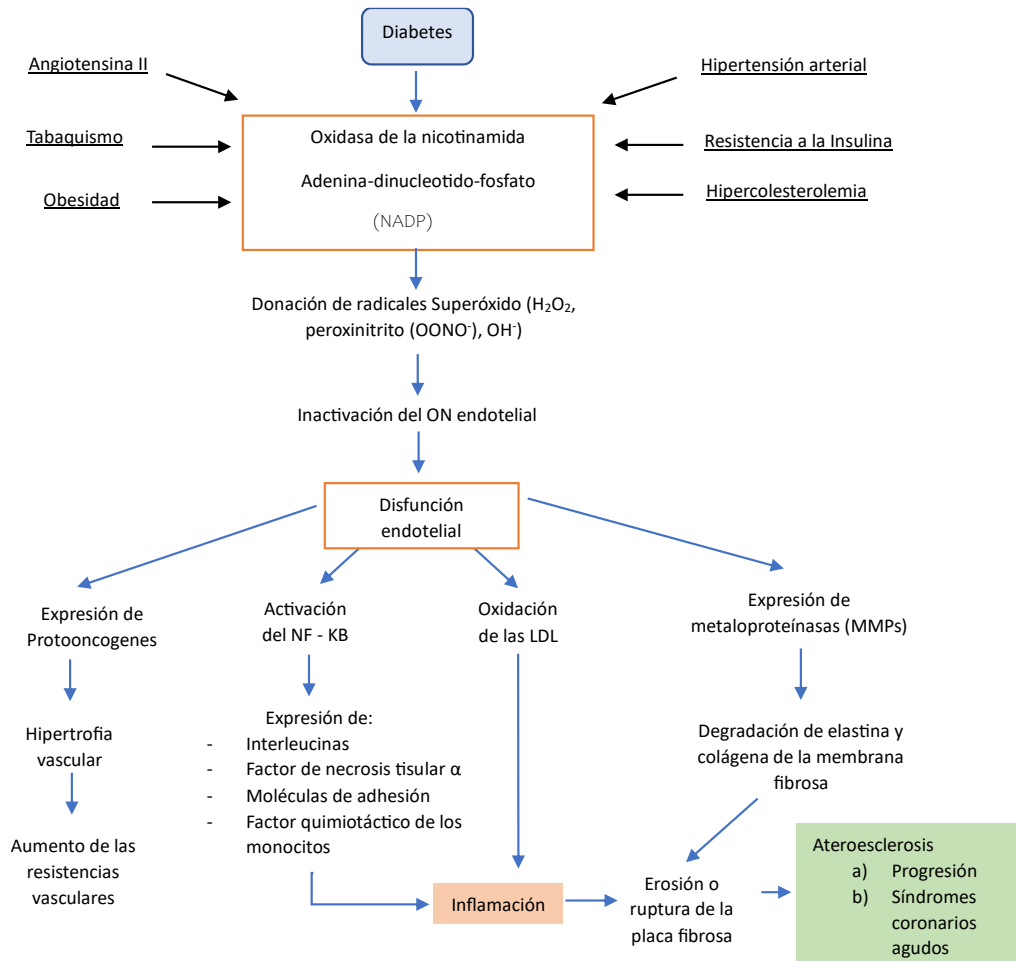 Diabetes
Angiotensina II
Tabaquismo
Obesidad
Hipertensión arterial
Resistencia a la Insulina
Hipercolesterolemia
Oxidasa de la nicotinamida
Adenina-dinucleotido-fosfato
(NADP)
Donación de radicales Superóxido (H₂O₂,
peroxinitrito (OONO⁻), OH⁻)
Inactivación del ON endotelial
Disfunción
endotelial
Expresión de
Protooncogenes
Hipertrofia
vascular
Aumento de las
resistencias
vasculares
Activación
del NF - KB
Expresión de:
- Interleucinas
- Factor de necrosis tisular α
- Moléculas de adhesión
- Factor quimiotáctico de los
monocitos
Oxidación
de las LDL
Inflamación
Expresión de
metaloproteínasas (MMPs)
Degradación de elastina y
colágena de la membrana
fibrosa
Erosión o
ruptura de la
placa fibrosa
Ateroesclerosis
a) Progresión
b) Síndromes
coronarios
agudos